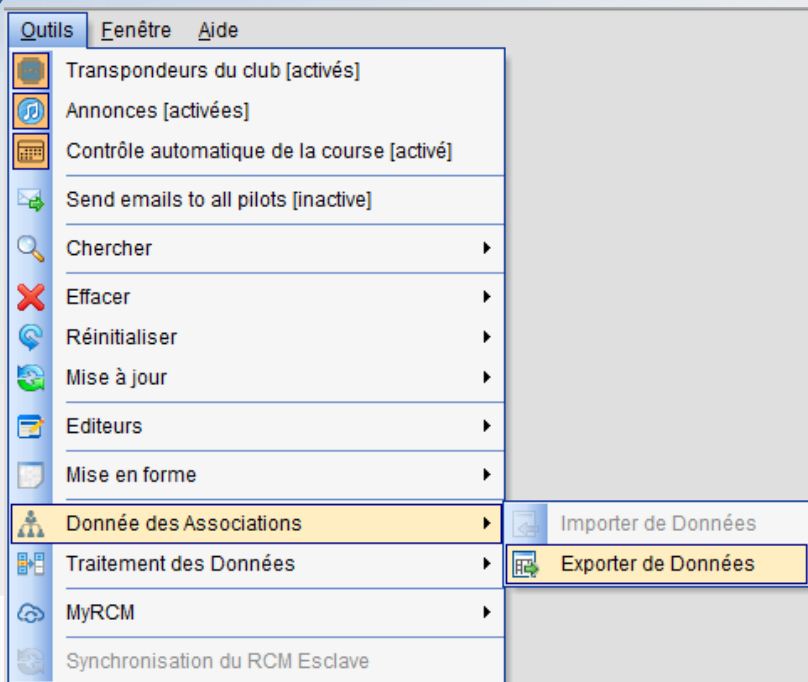 Outils Fenêtre Aide
Transpondeurs du club [activés]
Annonces [activées]
Contrôle automatique de la course [activé]
Send emails to all pilots [inactive]
Chercher
Effacer
Réinitialiser
Mise à jour
Editeurs
Mise en forme
Donnée des Associations
Importer de Données
Traitement des Données
Exporter de Données
MyRCM
Synchronisation du RCM Esclave